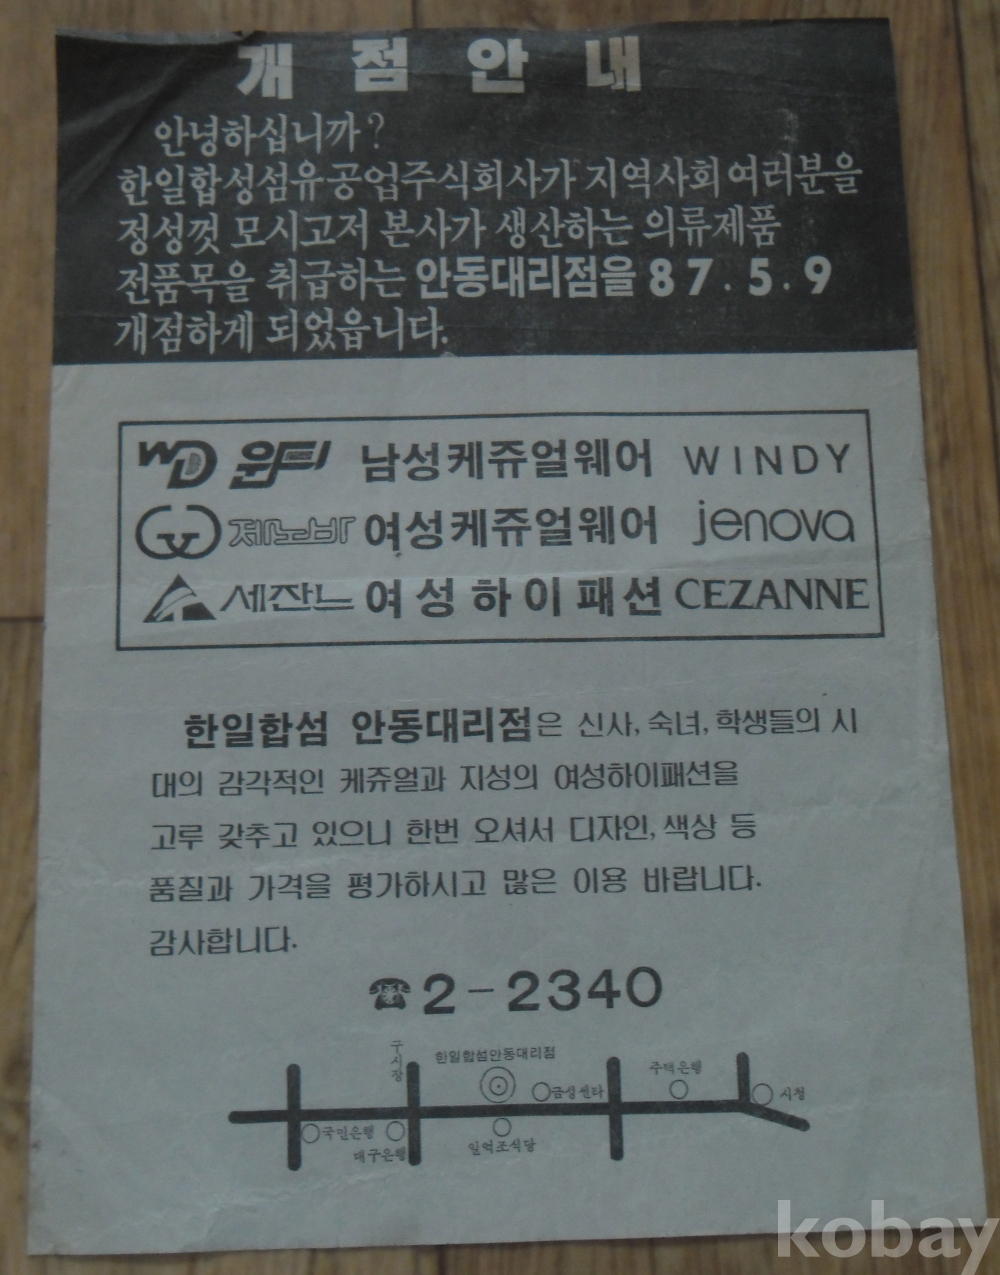 개 점 안 내
안녕하십니까?
한일합성섬유공업주식회사가 지역사회 여러분을
정성껏 모시고저 본사가 생산하는 의류제품
전품목을 취급하는 안동대리점을 87.5.9
개점하게 되었읍니다.
WD 윈디 남성케쥬얼웨어 WINDY
제노바 여성케쥬얼웨어 jenova
세잔느 여성하이패션 CEZANNE
한일합섬 안동대리점은 신사, 숙녀, 학생들의 시
대의 감각적인 케쥬얼과 지성의 여성하이패션을
고루 갖추고 있으니 한번 오셔서 디자인, 색상 등
품질과 가격을 평가하시고 많은 이용 바랍니다.
감사합니다.
☎2-2340
구시장
한일합섬안동대리점
금성센타
주택은행
시청
국민은행
대구은행
일억조식당
kobay